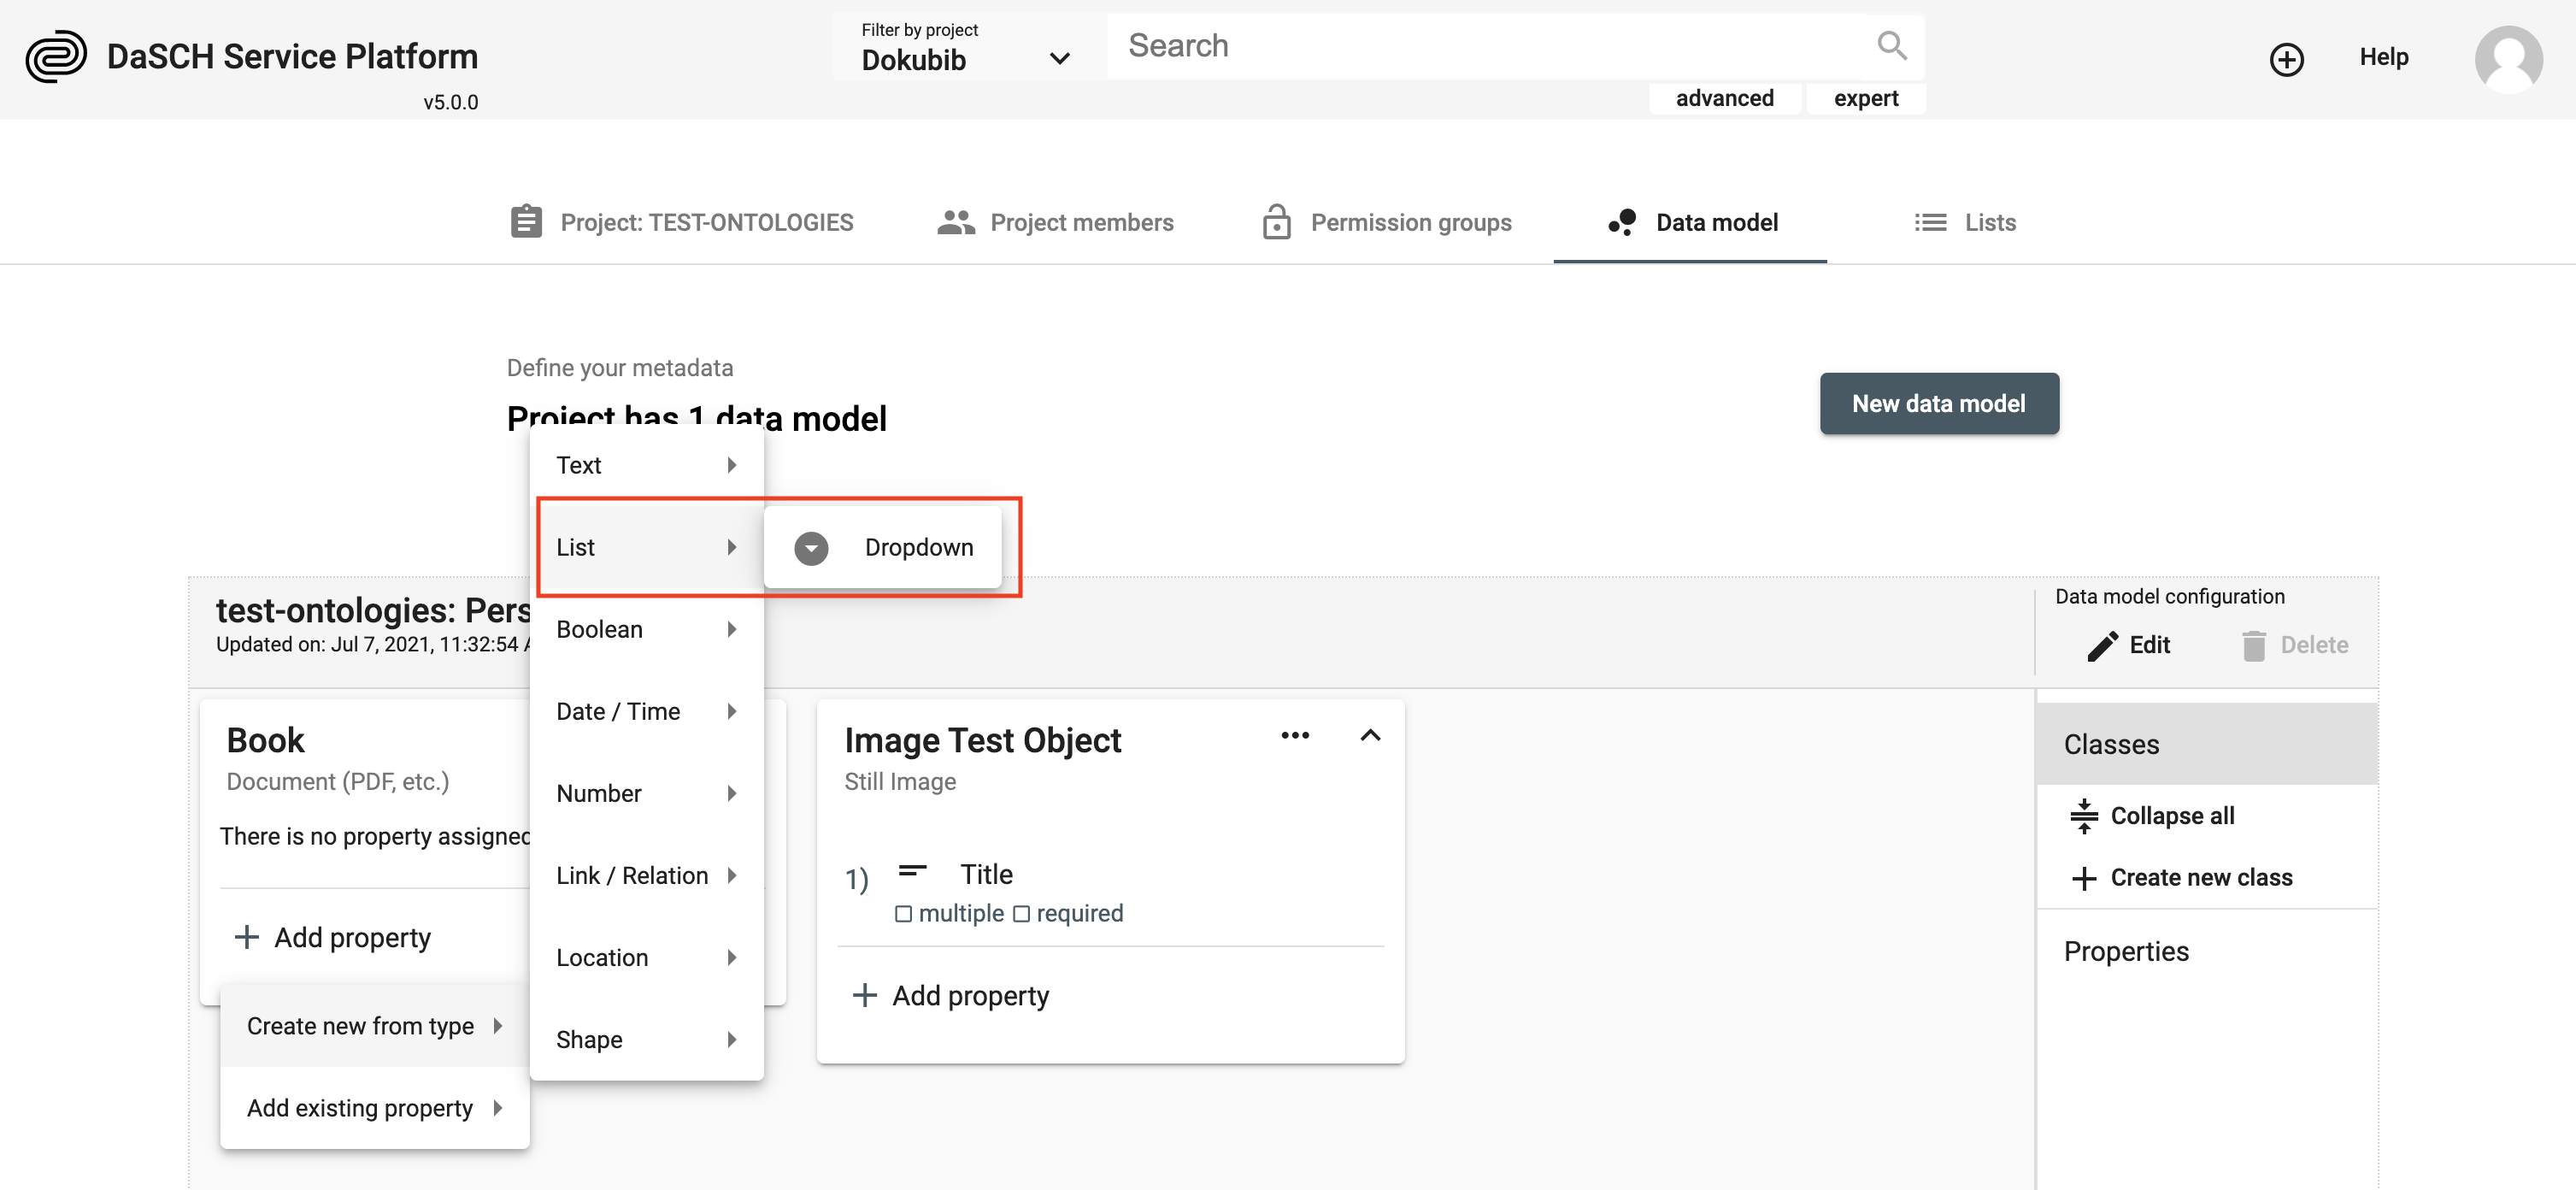 DaSCH Service Platform
v5.0.0
Filter by project
Dokubib
Search
advanced
expert
Help
Project: TEST-ONTOLOGIES
Project members
Permission groups
Data model
Lists
Define your metadata
Project has 1 data model
New data model
Text
List
Dropdown
Boolean
Date / Time
Number
Link / Relation
Location
Shape
test-ontologies: Pers
Updated on: Jul 7, 2021, 11:32:54
Data model configuration
Edit
Delete
Book
Document (PDF, etc.)
There is no property assigned
Add property
Create new from type
Add existing property
Image Test Object
Still Image
1) Title
multiple required
Add property
Classes
Collapse all
Create new class
Properties